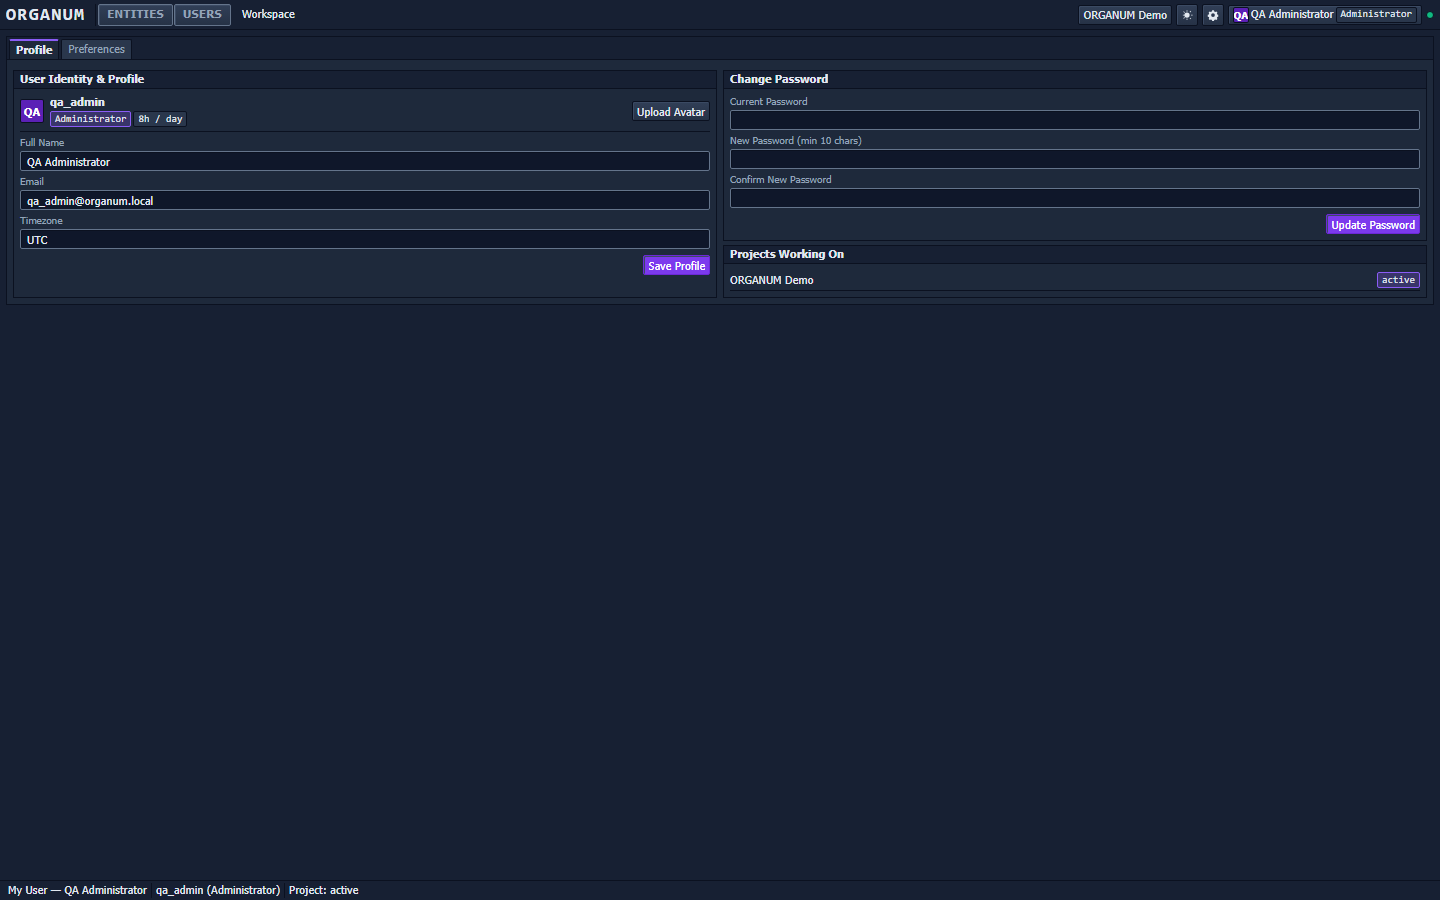 ORGANUM ENTITIES USERS Workspace ORGANUM Demo QA QA Administrator Administrator
Profile Preferences
User Identity & Profile
QA qa_admin
Administrator 8h / day
Upload Avatar
Full Name
QA Administrator
Email
qa_admin@organum.local
Timezone
UTC
Save Profile
Change Password
Current Password
New Password (min 10 chars)
Confirm New Password
Update Password
Projects Working On
ORGANUM Demo active
My User — QA Administrator qa_admin (Administrator) Project: active